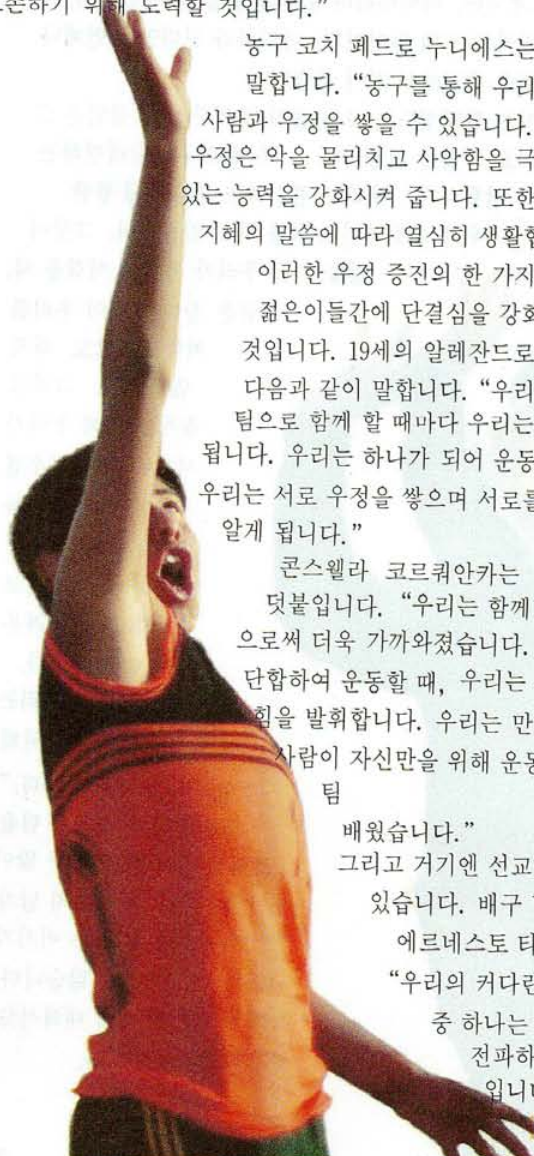 손하기 위해 노력할 것입니다.”
농구 코치 페드로 누니에스는
말합니다. “농구를 통해 우리
사람과 우정을 쌓을 수 있습니다.
우정은 악을 물리치고 사악함을 극
있는 능력을 강화시켜 줍니다. 또한
지혜의 말씀에 따라 열심히 생활합
이러한 우정 증진의 한 가지
젊은이들간에 단결심을 강화
것입니다. 19세의 알레잔드로
다음과 같이 말합니다. “우리
팀으로 함께 할 때마다 우리는
됩니다. 우리는 하나가 되어 운동
우리는 서로 우정을 쌓으며 서로를
알게 됩니다.”
콘스웰라 코르쿼안카는
덧붙입니다. “우리는 함께
으로써 더욱 가까와졌습니다.
단합하여 운동할 때, 우리는
힘을 발휘합니다. 우리는 만
사람이 자신만을 위해 운동
팀
배웠습니다.”
그리고 거기엔 선교
있습니다. 배구
에르네스토 타
“우리의 커다란
중 하나는
전파하
입니다